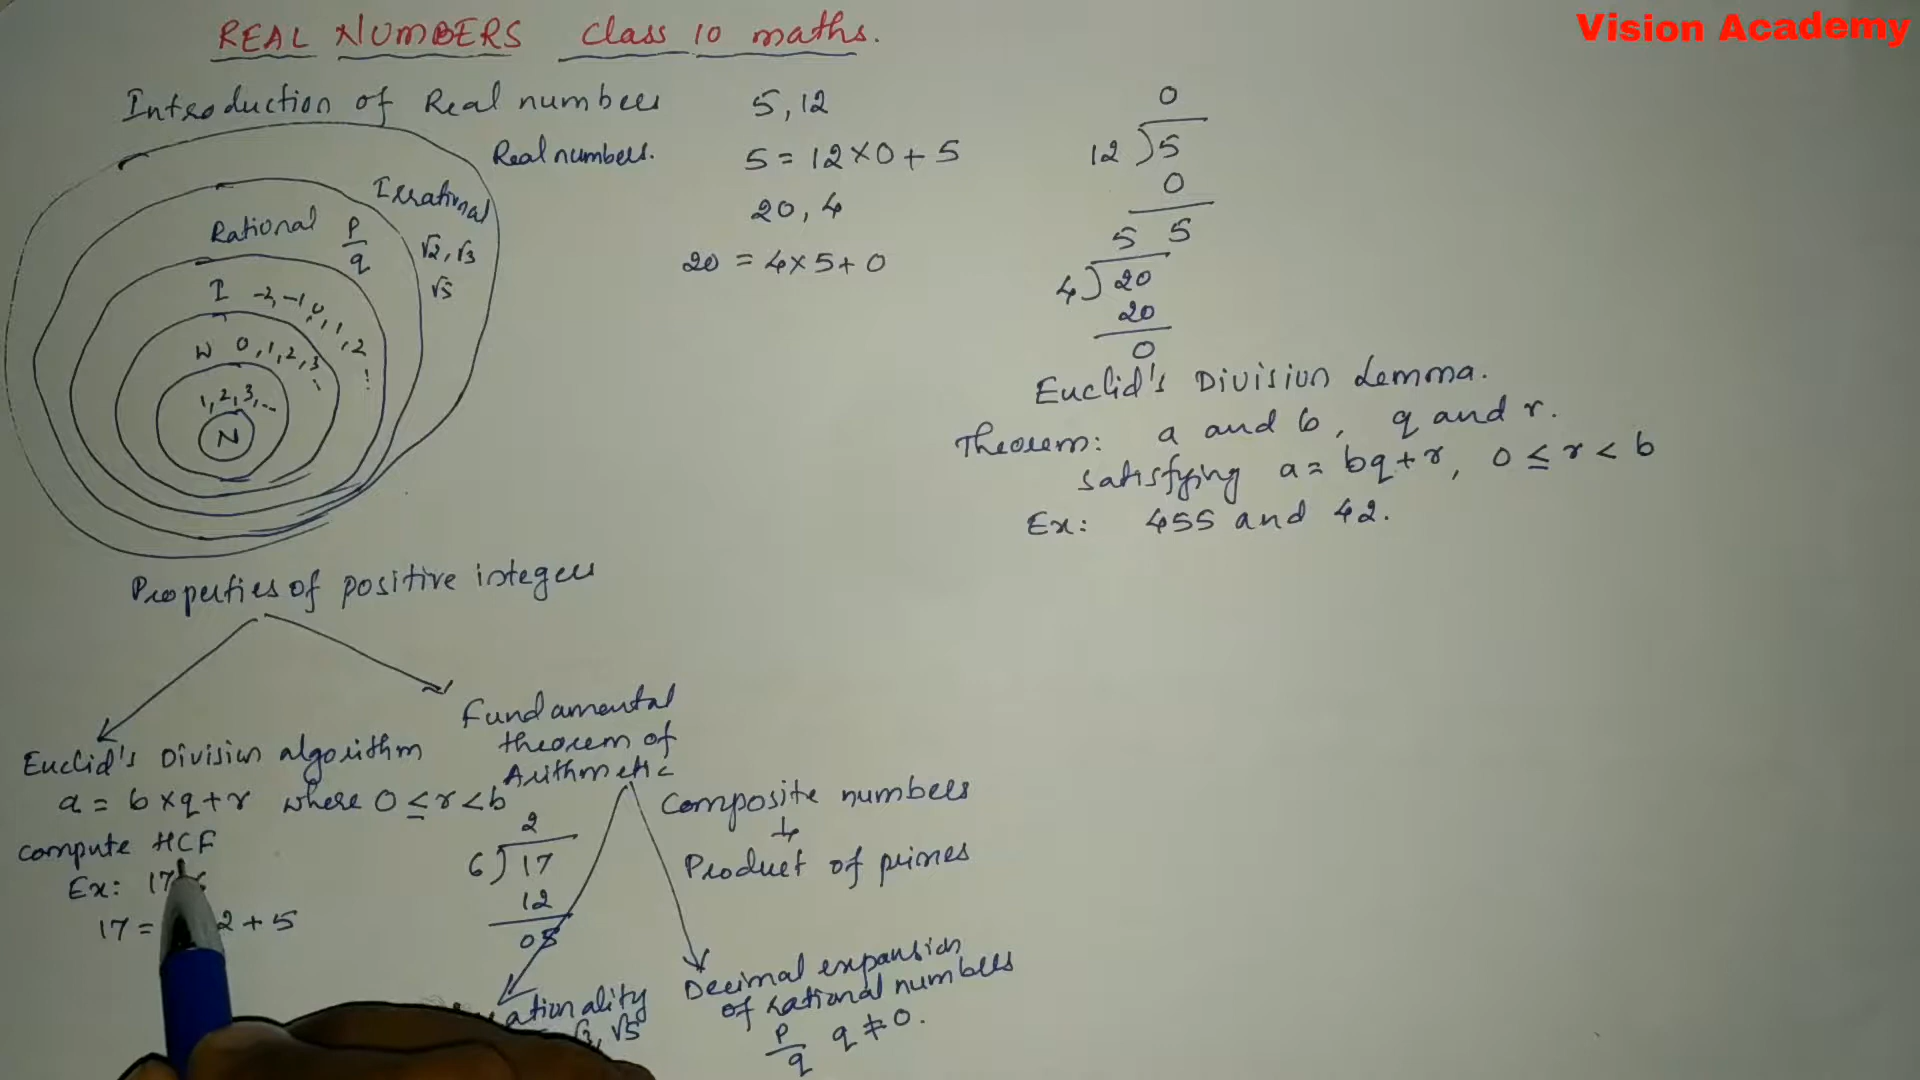 Vision Academy
REAL NUMBERS Class 10 maths.
Introduction of Real numbers
Real numbers.
Irrational
√2, √3
√5
Rational p/q
I -2, -1, 0, 1, 2 ...
W 0, 1, 2, 3 ...
1, 2, 3, ...
N
5, 12
5 = 12 × 0 + 5
20, 4
20 = 4 × 5 + 0
0
12 ) 5
0
5
5
4 ) 20
20
0
Euclid's Division Lemma.
Theorem: a and b, q and r.
satisfying a = bq + r, 0 ≤ r < b
Ex: 455 and 42.
Properties of positive integers
Euclid's Division algorithm
a = b × q + r where 0 ≤ r < b
compute HCF
Ex: 17
17 = 2 + 5
Fundamental
theorem of
Arithmetic
2
6 ) 17
12
05
Composite numbers
↓
Product of primes
√5
Decimal expansion
of rational numbers
p/q q ≠ 0.